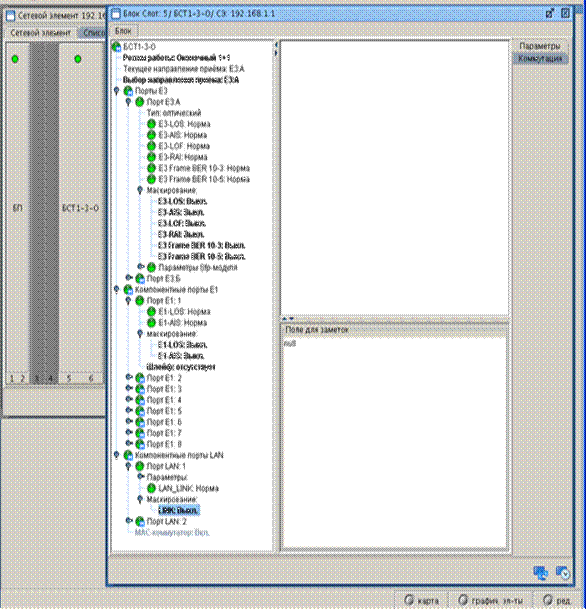 Сетевой элемент 192.16
Блок Слот: 5/ БСТ1-3-О/ СЭ: 192.168.1.1
Сетевой элемент
Списо
Блок
Параметры
Коммутация
БП
БСТ1-3-О
1 2 3 4 5 6
БСТ1-3-О
Режим работы: Оконечный 1+1
Текущее направление приёма: E3:A
Выбор направления приёма: E3:A
Порты E3
Порт E3:A
Тип: оптический
E3-LOS: Норма
E3-AIS: Норма
E3-LOF: Норма
E3-RAI: Норма
E3 Frame BER 10-3: Норма
E3 Frame BER 10-5: Норма
Маскирование:
E3-LOS: Выкл.
E3-AIS: Выкл.
E3-LOF: Выкл.
E3-RAI: Выкл.
E3 Frame BER 10-3: Выкл.
E3 Frame BER 10-5: Выкл.
Параметры Sfp-модуля
Порт E3:Б
Компонентные порты E1
Порт E1: 1
E1-LOS: Норма
E1-AIS: Норма
маскирование:
E1-LOS: Выкл.
E1-AIS: Выкл.
Шлейф: отсутствует
Порт E1: 2
Порт E1: 3
Порт E1: 4
Порт E1: 5
Порт E1: 6
Порт E1: 7
Порт E1: 8
Компонентные порты LAN
Порт LAN: 1
Параметры:
LAN_LINK: Норма
Маскирование:
LINK: Выкл.
Порт LAN: 2
MAC-коммутатор: Вкл.
Поле для заметок
null
карта
график. эл-ты
ред.